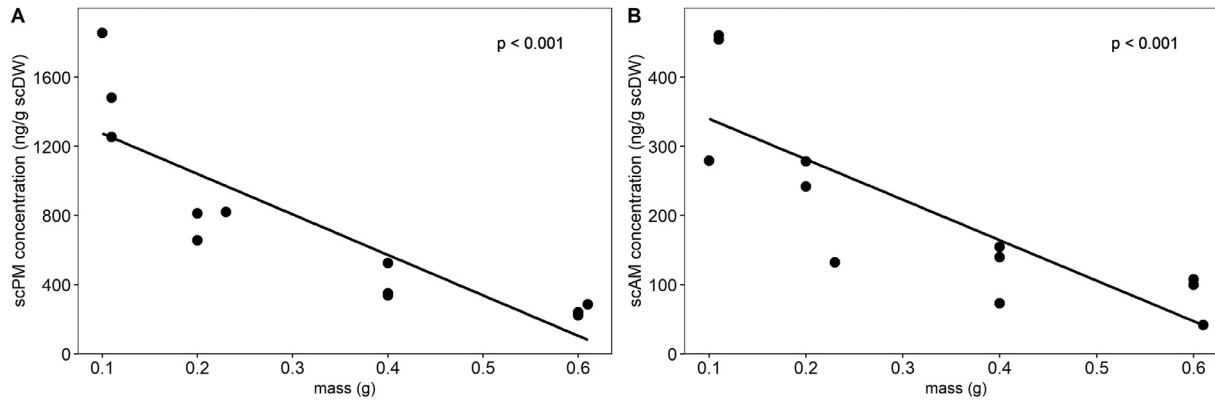 A
p < 0.001
scPM concentration (ng/g scDW)
1600
1200
800
400
0
0.1 0.2 0.3 0.4 0.5 0.6
mass (g)
B
p < 0.001
scAM concentration (ng/g scDW)
400
300
200
100
0
0.1 0.2 0.3 0.4 0.5 0.6
mass (g)